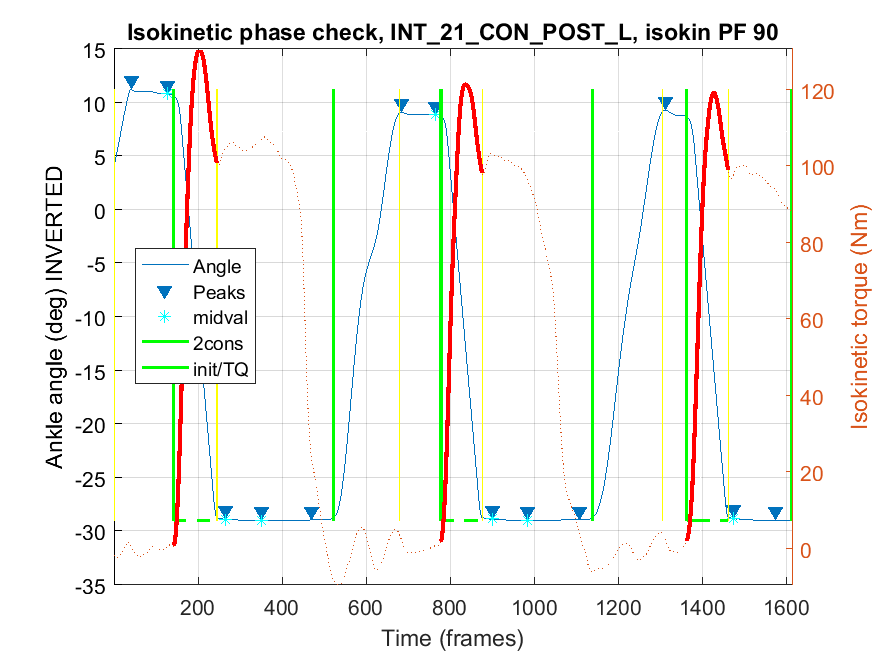 Isokinetic phase check, INT_21_CON_POST_L, isokin PF 90
15
10
5
0
-5
-10
-15
-20
-25
-30
-35
Ankle angle (deg) INVERTED
Angle
Peaks
midval
2cons
init/TQ
120
100
80
60
40
20
0
Isokinetic torque (Nm)
200
400
600
800
1000
1200
1400
1600
Time (frames)